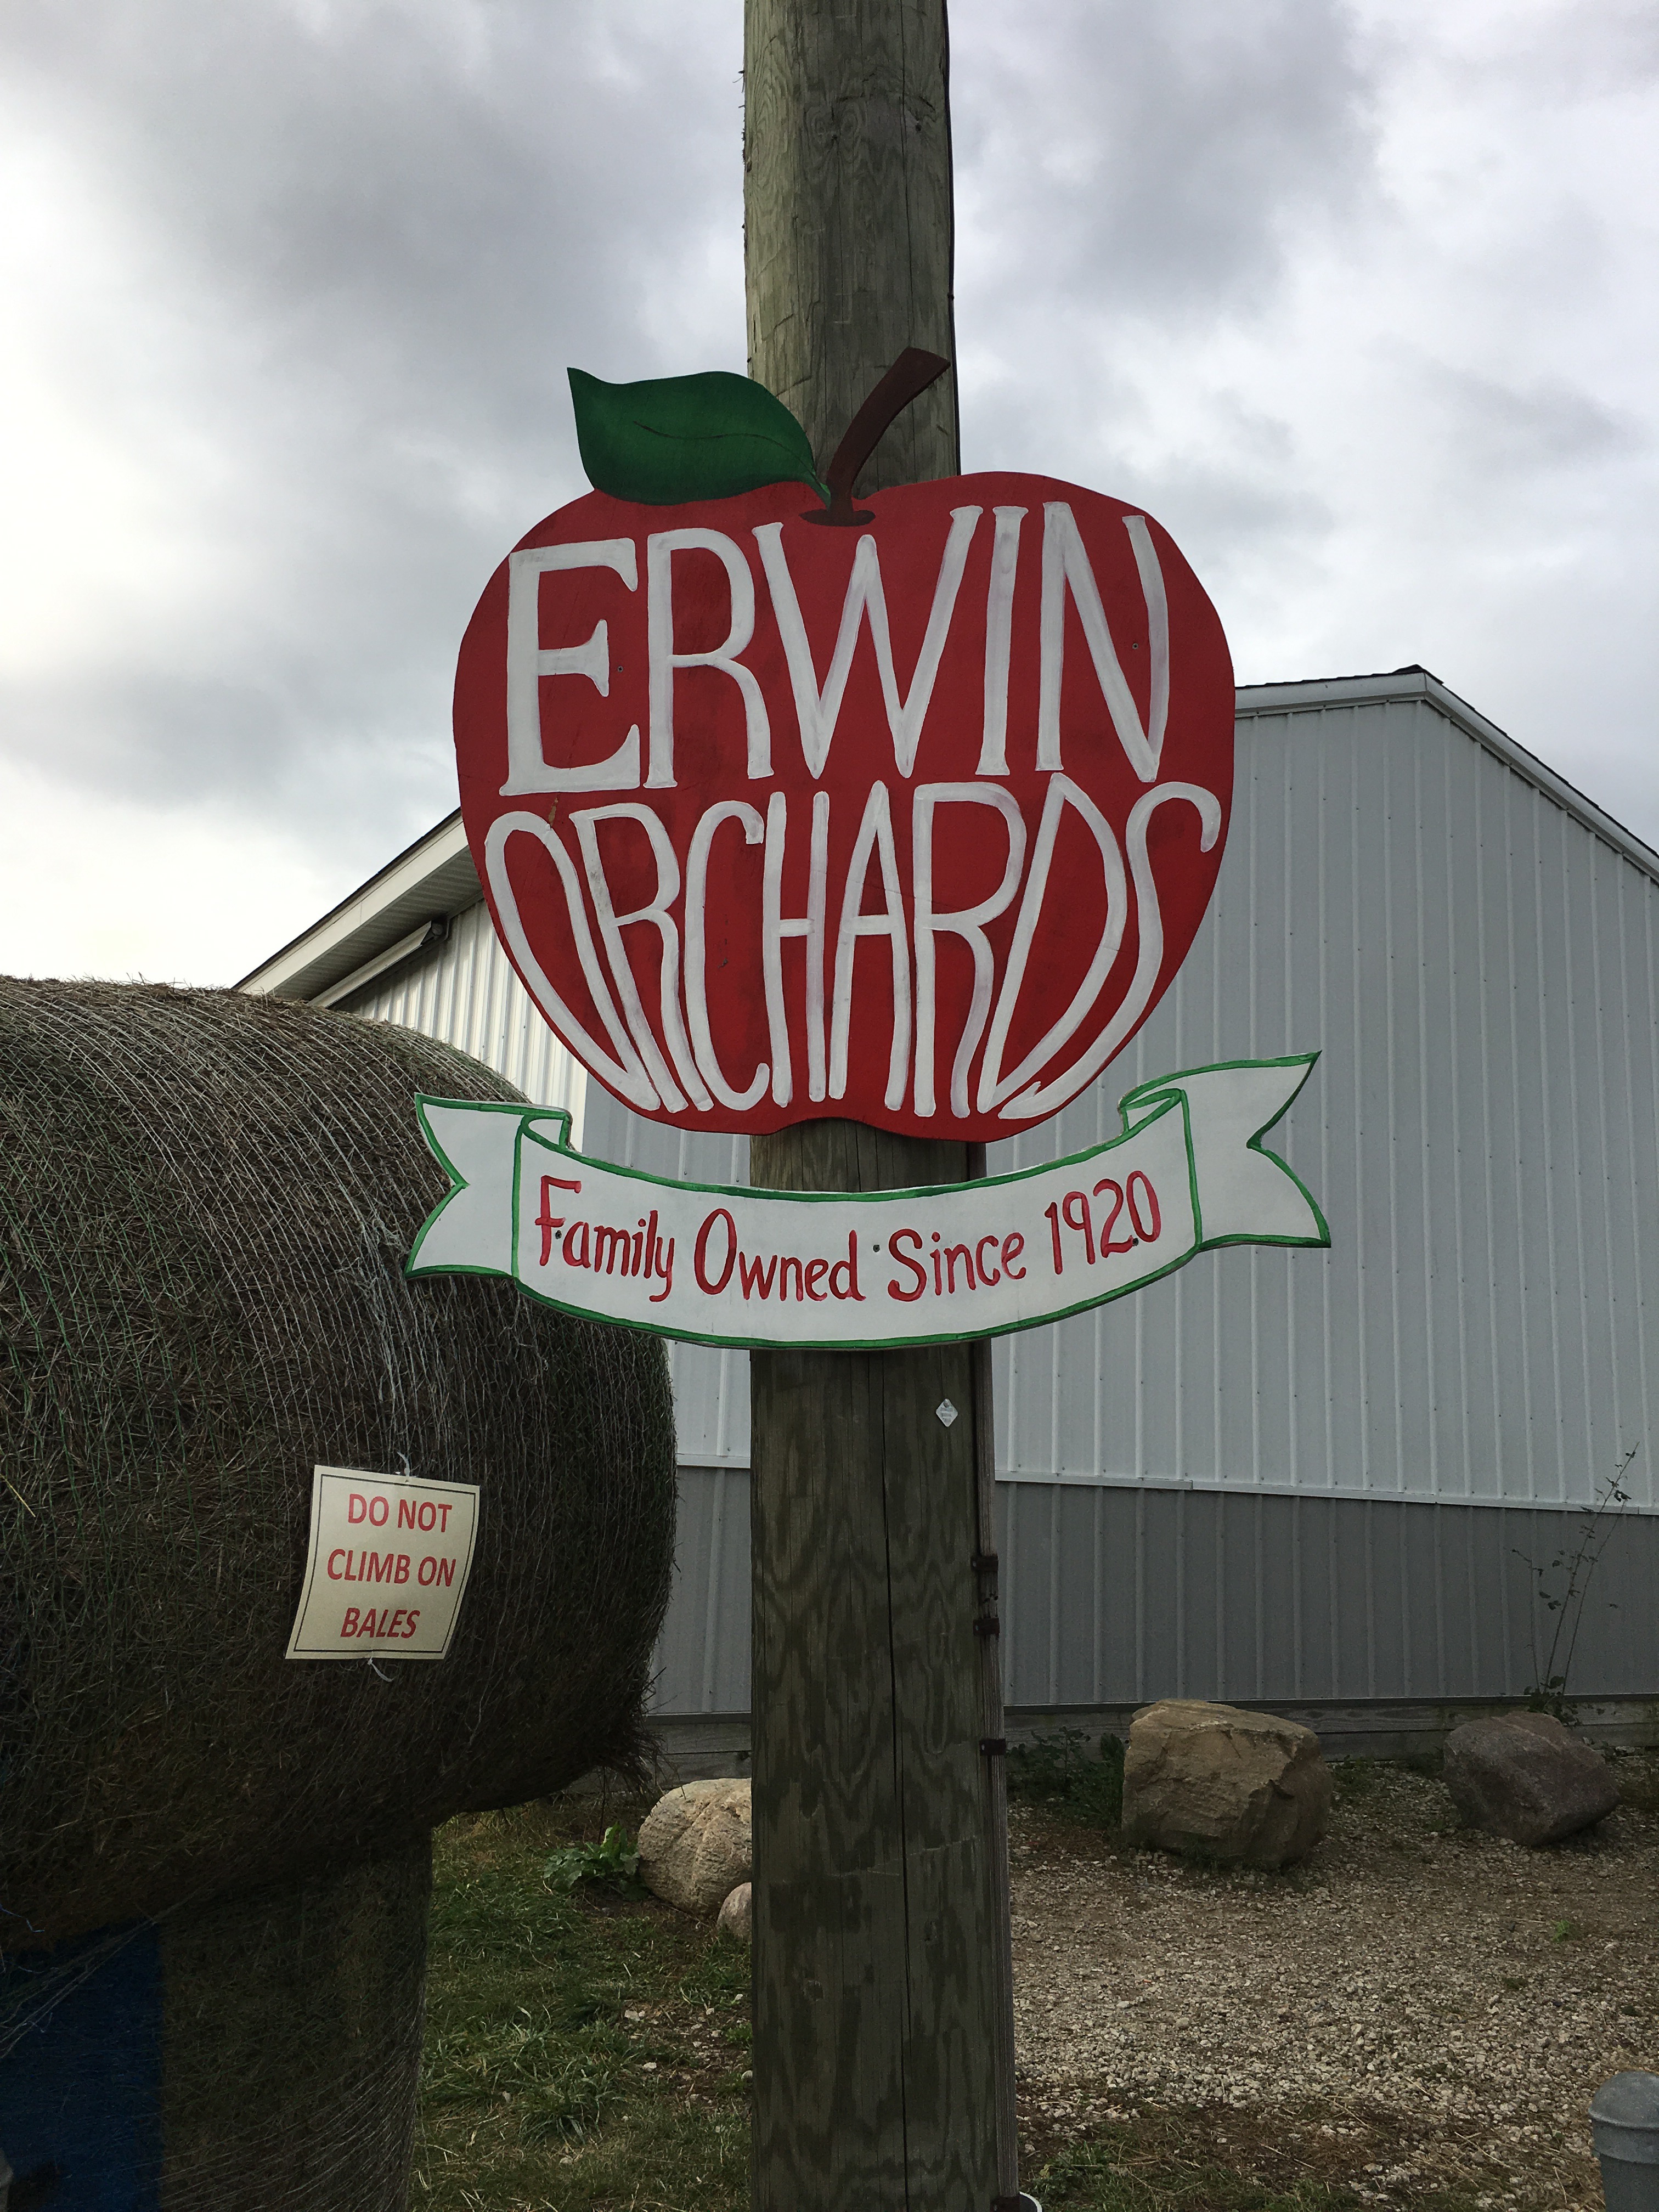 ERWIN
ORCHARDS
Family Owned Since 1920
DO NOT
CLIMB ON
BALES